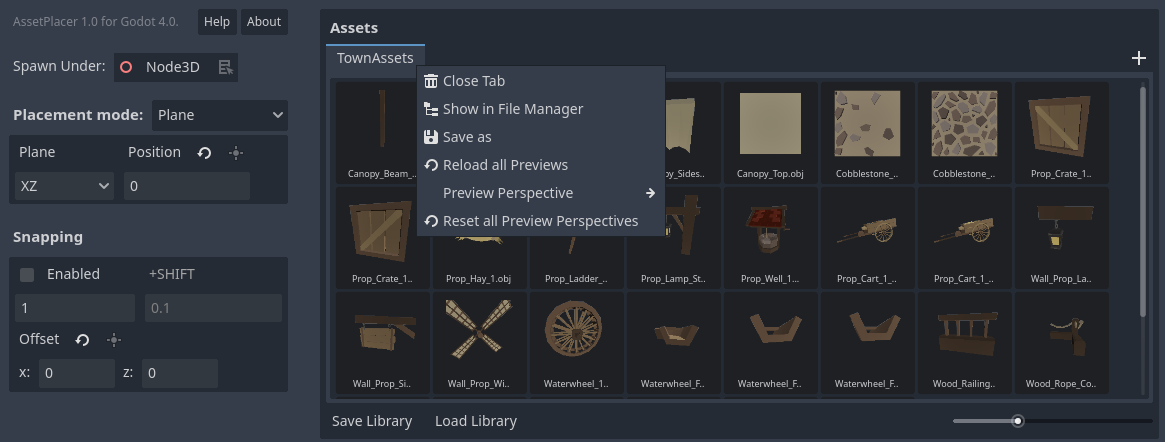 AssetPlacer 1.0 for Godot 4.0.
Help
About
Spawn Under:
Node3D
Placement mode:
Plane
Plane
Position
XZ
0
Snapping
Enabled
+SHIFT
1
0.1
Offset
x:
0
z:
0
Assets
TownAssets
+
Close Tab
Show in File Manager
Save as
Reload all Previews
Preview Perspective
Reset all Preview Perspectives
Canopy_Beam_
py_Sides..
Canopy_Top.obj
Cobblestone_..
Cobblestone_..
Prop_Crate_1..
Prop_Crate_1..
Prop_Hay_1.obj
Prop_Ladder_..
Prop_Lamp_St..
Prop_Well_1...
Prop_Cart_1_..
Prop_Cart_1_..
Wall_Prop_La..
Wall_Prop_Si..
Wall_Prop_Wi..
Waterwheel_1..
Waterwheel_F..
Waterwheel_F..
Waterwheel_F..
Wood_Railing..
Wood_Rope_Co..
Save Library
Load Library